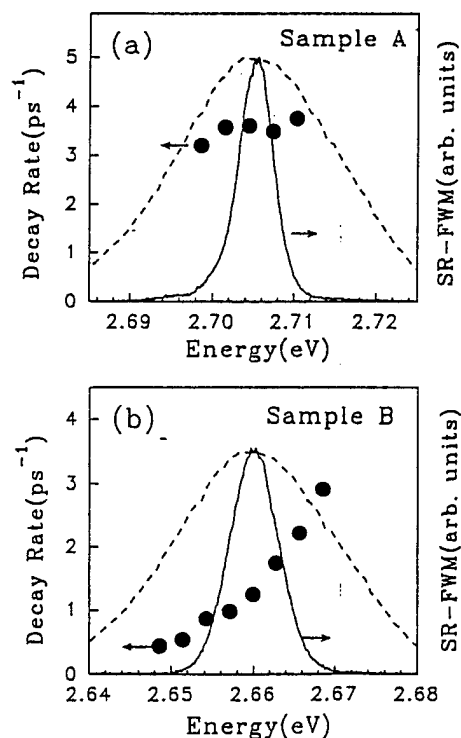 (a)
Sample A
Decay Rate(ps⁻¹)
5
4
3
2
1
0
SR-FWM(arb. units)
2.69 2.70 2.71 2.72
Energy(eV)
(b)
Sample B
Decay Rate(ps⁻¹)
4
3
2
1
0
SR-FWM(arb. units)
2.64 2.65 2.66 2.67 2.68
Energy(eV)